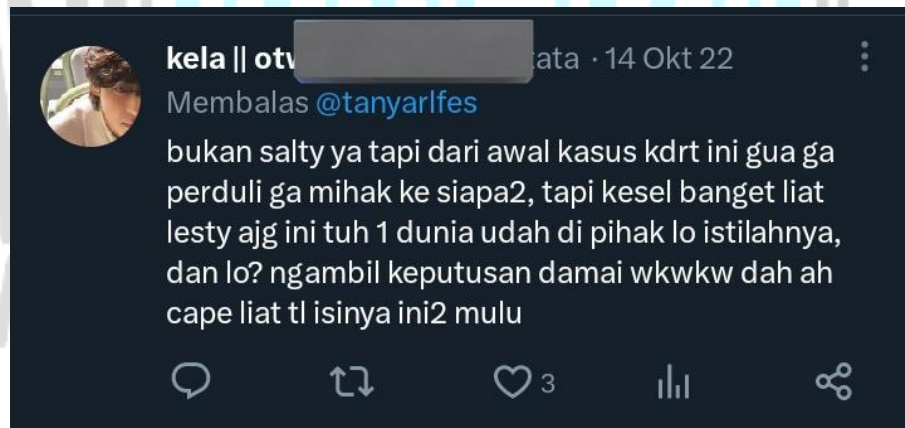 kela || otw ata · 14 Okt 22
Membalas @tanyarlfes
bukan salty ya tapi dari awal kasus kdrt ini gua ga
perduli ga mihak ke siapa2, tapi kesel banget liat
lesty ajg ini tuh 1 dunia udah di pihak lo istilahnya,
dan lo? ngambil keputusan damai wkwkw dah ah
cape liat tl isinya ini2 mulu
3